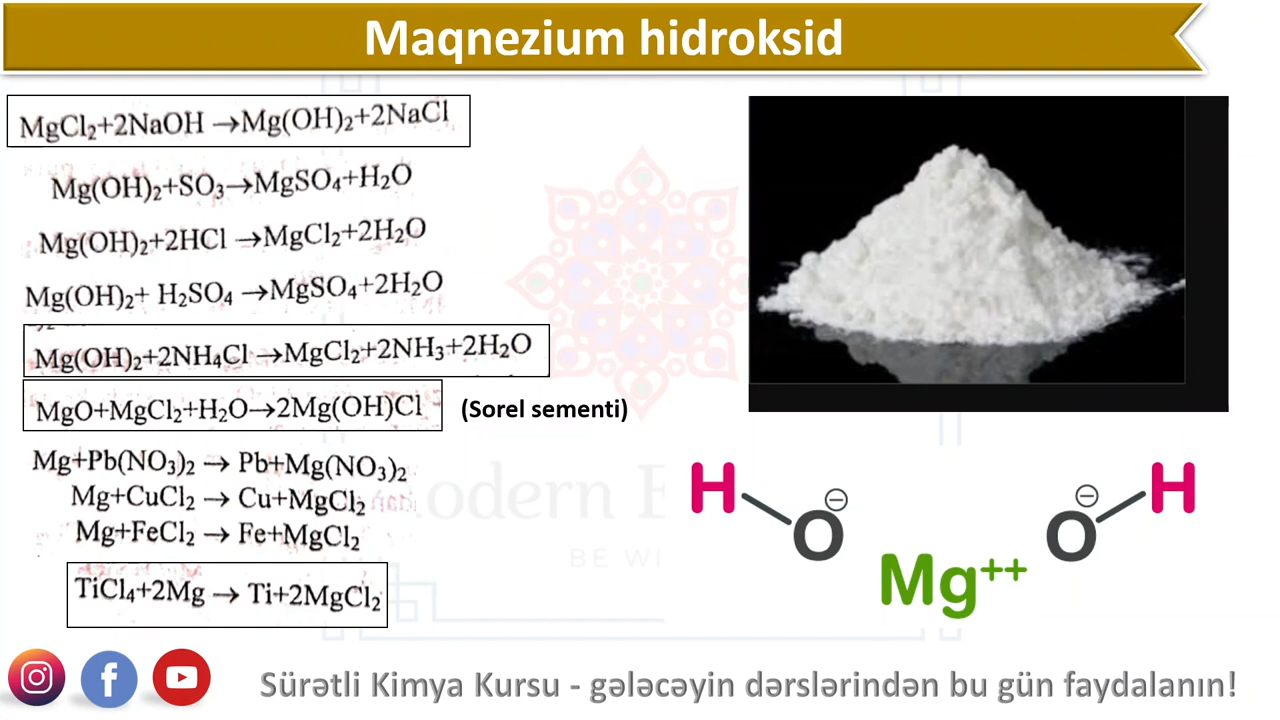 Maqnezium hidroksid
MgCl₂+2NaOH →Mg(OH)₂+2NaCl
Mg(OH)₂+SO₃→MgSO₄+H₂O
Mg(OH)₂+2HCl →MgCl₂+2H₂O
Mg(OH)₂+ H₂SO₄ →MgSO₄+2H₂O
Mg(OH)₂+2NH₄Cl→MgCl₂+2NH₃+2H₂O
MgO+MgCl₂+H₂O→2Mg(OH)Cl (Sorel sementi)
Mg+Pb(NO₃)₂ → Pb+Mg(NO₃)₂
Mg+CuCl₂ → Cu+MgCl₂
Mg+FeCl₂ → Fe+MgCl₂
TiCl₄+2Mg → Ti+2MgCl₂
H O⊖ Mg⁺⁺ O⊖ H
odern E
BE WI
Sürətli Kimya Kursu - gələcəyin dərslərindən bu gün faydalanın!